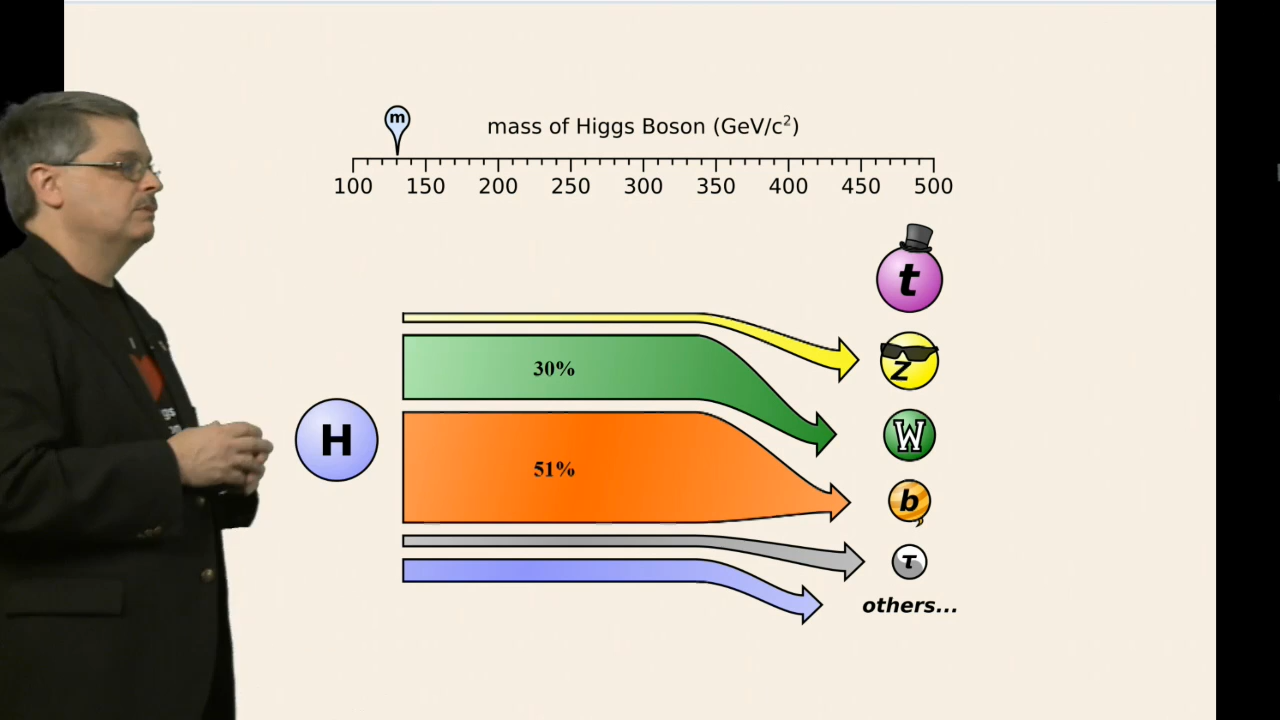 m
mass of Higgs Boson (GeV/c²)
100 150 200 250 300 350 400 450 500
t
z
30%
W
H
51%
b
τ
others...